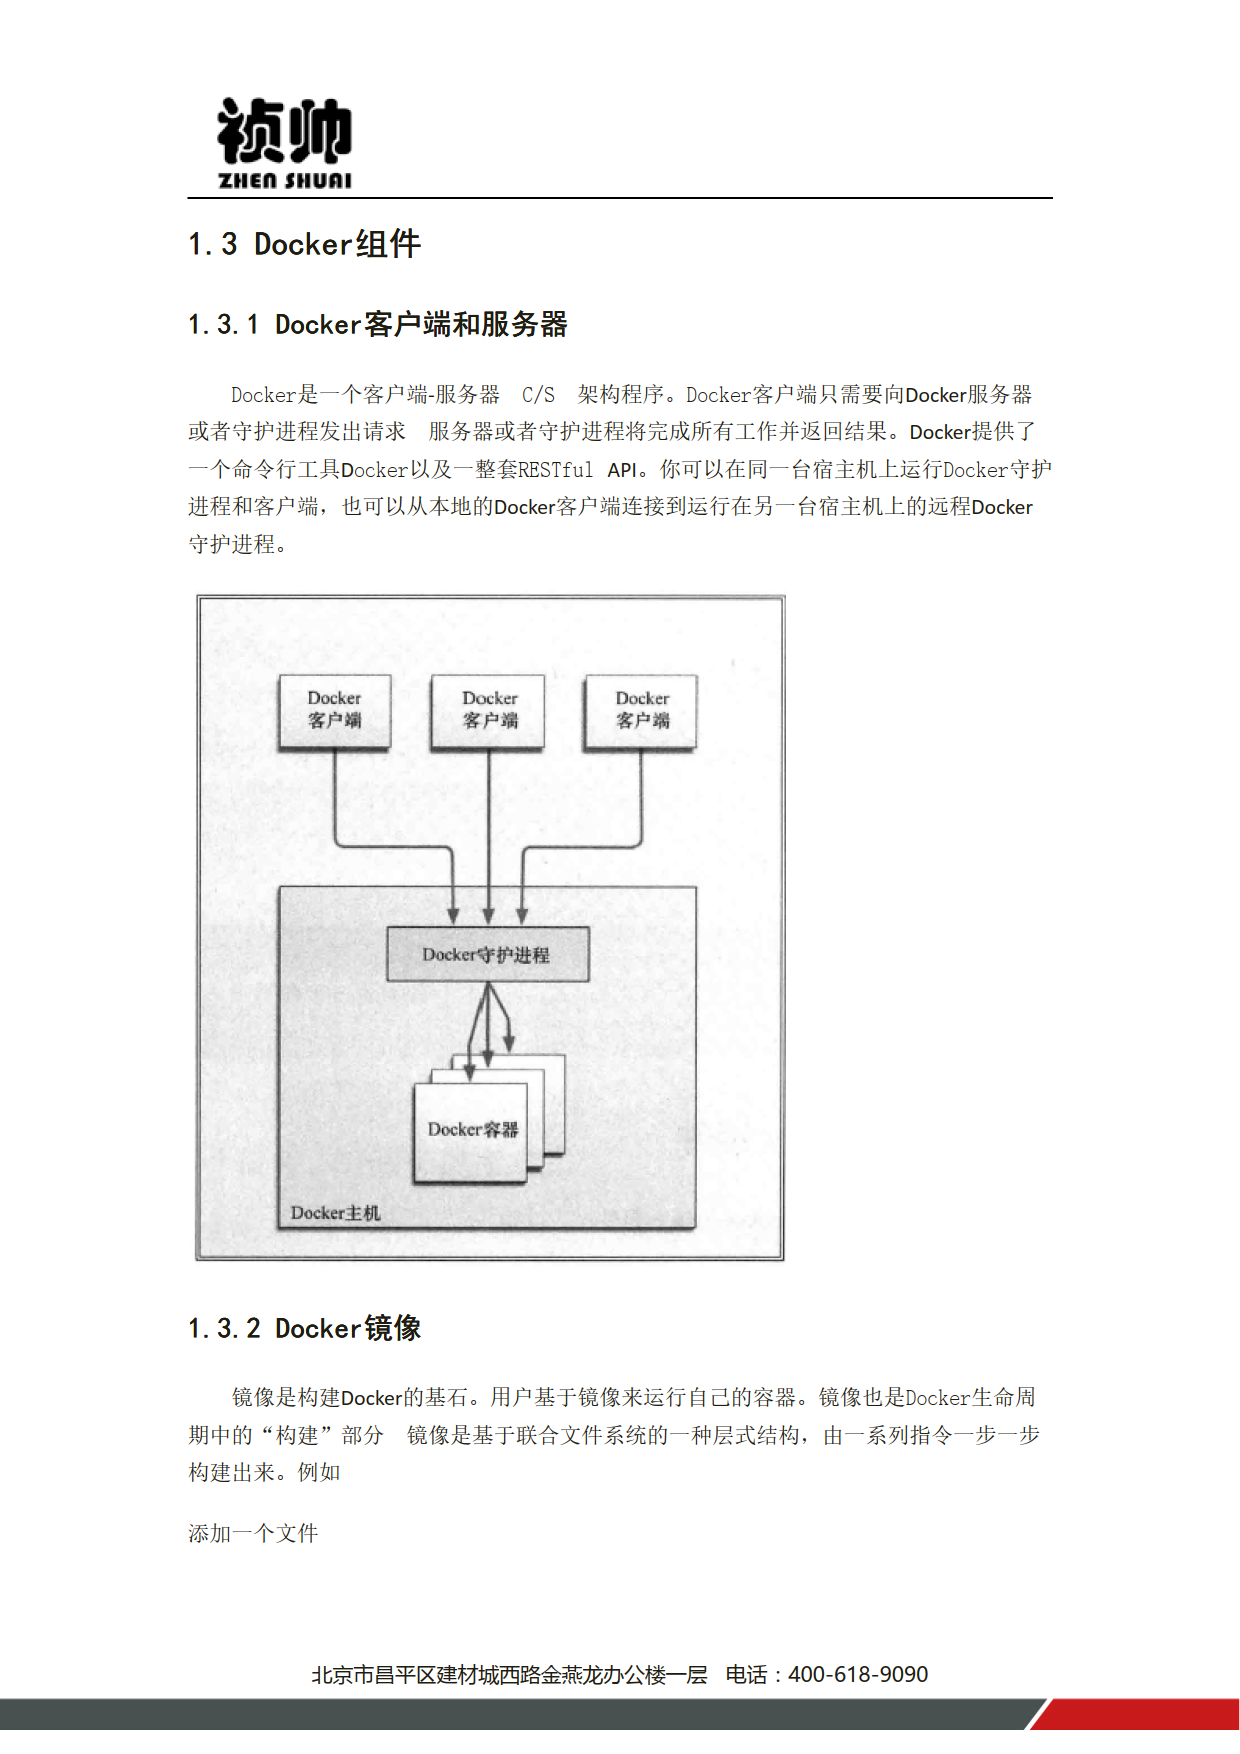 祯帅
ZHEN SHUAI
1.3 Docker组件
1.3.1 Docker客户端和服务器
Docker是一个客户端-服务器 C/S 架构程序。Docker客户端只需要向Docker服务器
或者守护进程发出请求 服务器或者守护进程将完成所有工作并返回结果。Docker提供了
一个命令行工具Docker以及一整套RESTful API。你可以在同一台宿主机上运行Docker守护
进程和客户端，也可以从本地的Docker客户端连接到运行在另一台宿主机上的远程Docker
守护进程。
Docker
客户端
Docker
客户端
Docker
客户端
Docker守护进程
Docker容器
Docker主机
1.3.2 Docker镜像
镜像是构建Docker的基石。用户基于镜像来运行自己的容器。镜像也是Docker生命周
期中的“构建”部分 镜像是基于联合文件系统的一种层式结构，由一系列指令一步一步
构建出来。例如
添加一个文件
北京市昌平区建材城西路金燕龙办公楼一层 电话：400-618-9090